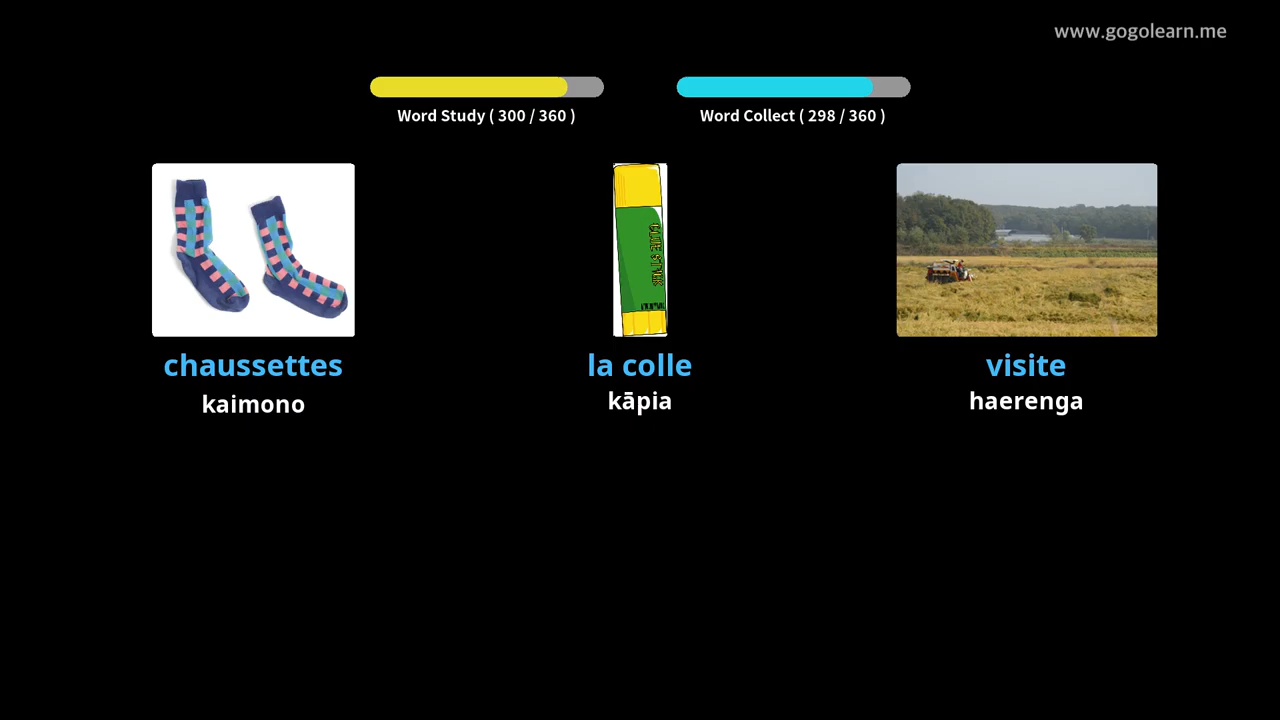 www.gogolearn.me
Word Study ( 300 / 360 )
Word Collect ( 298 / 360 )
chaussettes
la colle
visite
kaimono
kāpia
haerenga